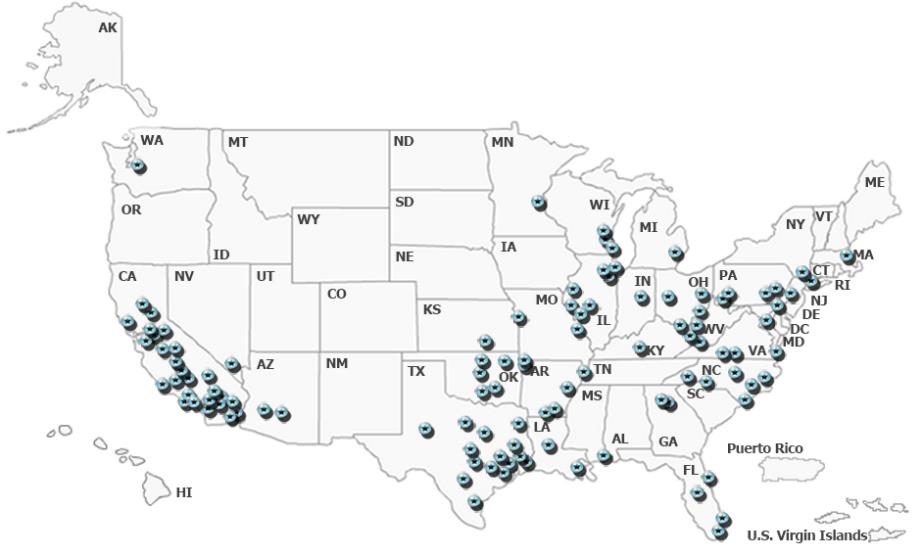 AK
WA
MT
ND
MN
ME
OR
SD
WI
MI
NY
VT
WY
ID
IA
MA
CA
NV
UT
NE
IN
OH
PA
CT
RI
CO
KS
MO
IL
NJ
DE
WV
DC
MD
KY
VA
AZ
NM
TX
OK
AR
TN
NC
SC
MS
LA
AL
GA
Puerto Rico
FL
HI
U.S. Virgin Islands